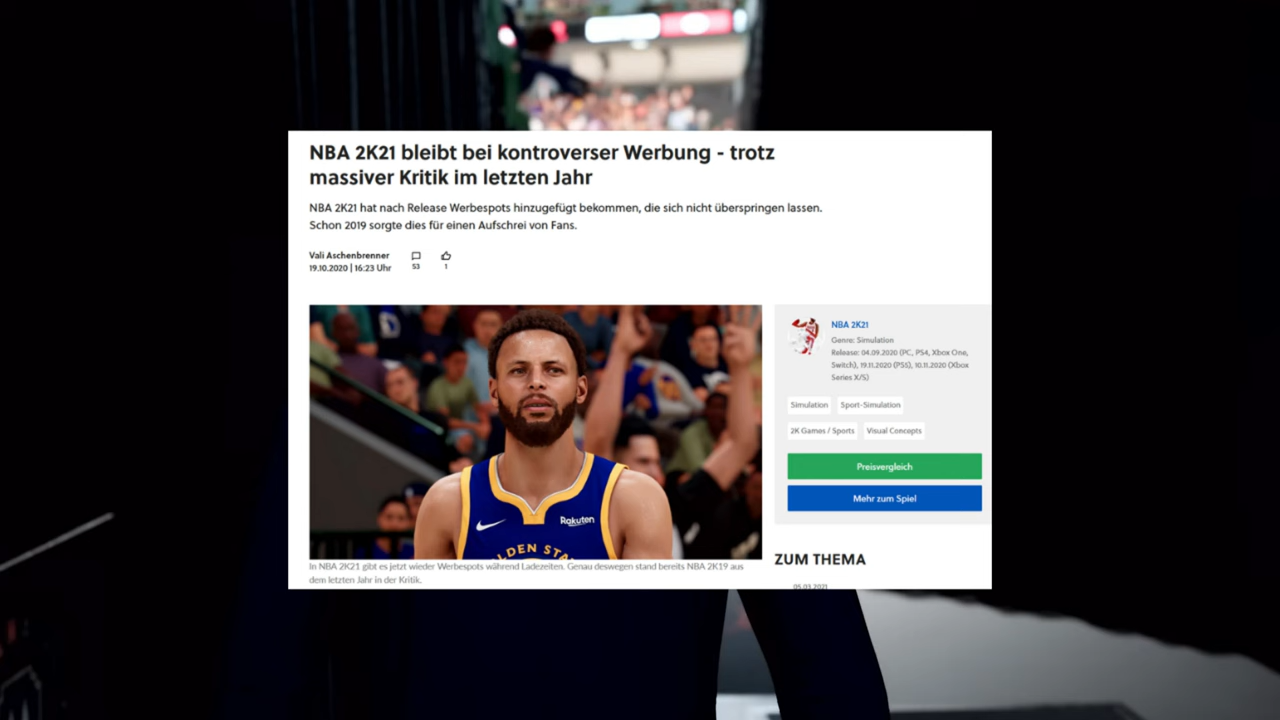 NBA 2K21 bleibt bei kontroverser Werbung - trotz
massiver Kritik im letzten Jahr
NBA 2K21 hat nach Release Werbespots hinzugefügt bekommen, die sich nicht überspringen lassen.
Schon 2019 sorgte dies für einen Aufschrei von Fans.
Vali Aschenbrenner
19.10.2020 | 16:23 Uhr
53
1
Rakuten
LDEN STA
In NBA 2K21 gibt es jetzt wieder Werbespots während Ladezeiten. Genau deswegen stand bereits NBA 2K19 aus
dem letzten Jahr in der Kritik.
NBA 2K21
Genre: Simulation
Release: 04.09.2020 (PC, PS4, Xbox One,
Switch), 19.11.2020 (PS5), 10.11.2020 (Xbox
Series X/S)
Simulation
Sport-Simulation
2K Games / Sports
Visual Concepts
Preisvergleich
Mehr zum Spiel
ZUM THEMA
05.03.2021